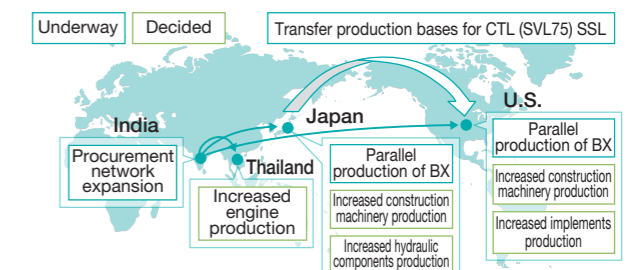 Underway
Decided
Transfer production bases for CTL (SVL75) SSL
India
Procurement
network
expansion
Thailand
Increased
engine
production
Japan
Parallel
production of BX
Increased construction
machinery production
Increased hydraulic
components production
U.S.
Parallel
production of BX
Increased construction
machinery production
Increased implements
production